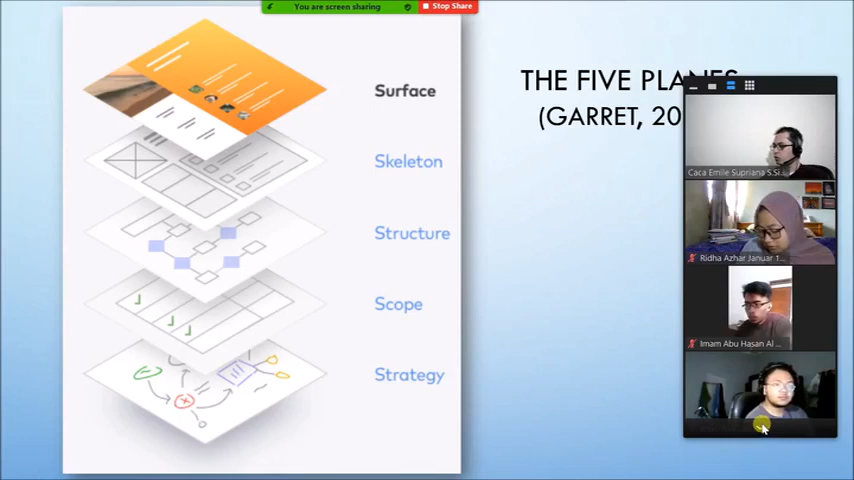 You are screen sharing
Stop Share
THE FIVE PLANES
(GARRET, 20
Surface
Skeleton
Structure
Scope
Strategy
Caca Emile Supriana S.Si...
Ridha Azhar Januar 1...
Imam Abu Hasan Al ...